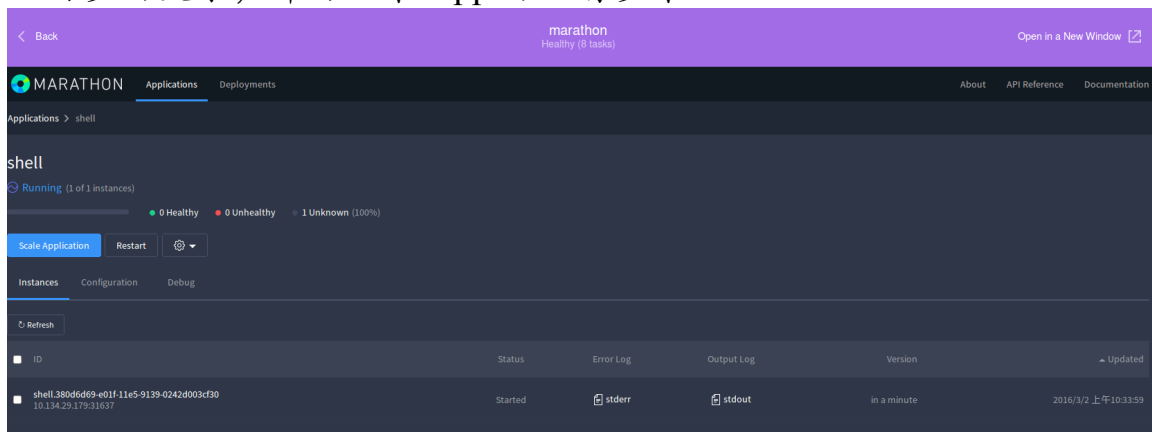 App
Back
marathon
Healthy (8 tasks)
Open in a New Window
MARATHON Applications Deployments About API Reference Documentation
Applications > shell
shell
Running (1 of 1 instances)
0 Healthy 0 Unhealthy 1 Unknown (100%)
Scale Application Restart
Instances Configuration Debug
Refresh
ID Status Error Log Output Log Version Updated
shell.380d6d69-e01f-11e5-9139-0242d003cf30
10.134.29.179:31637
Started stderr stdout in a minute 2016/3/2 上午10:33:59